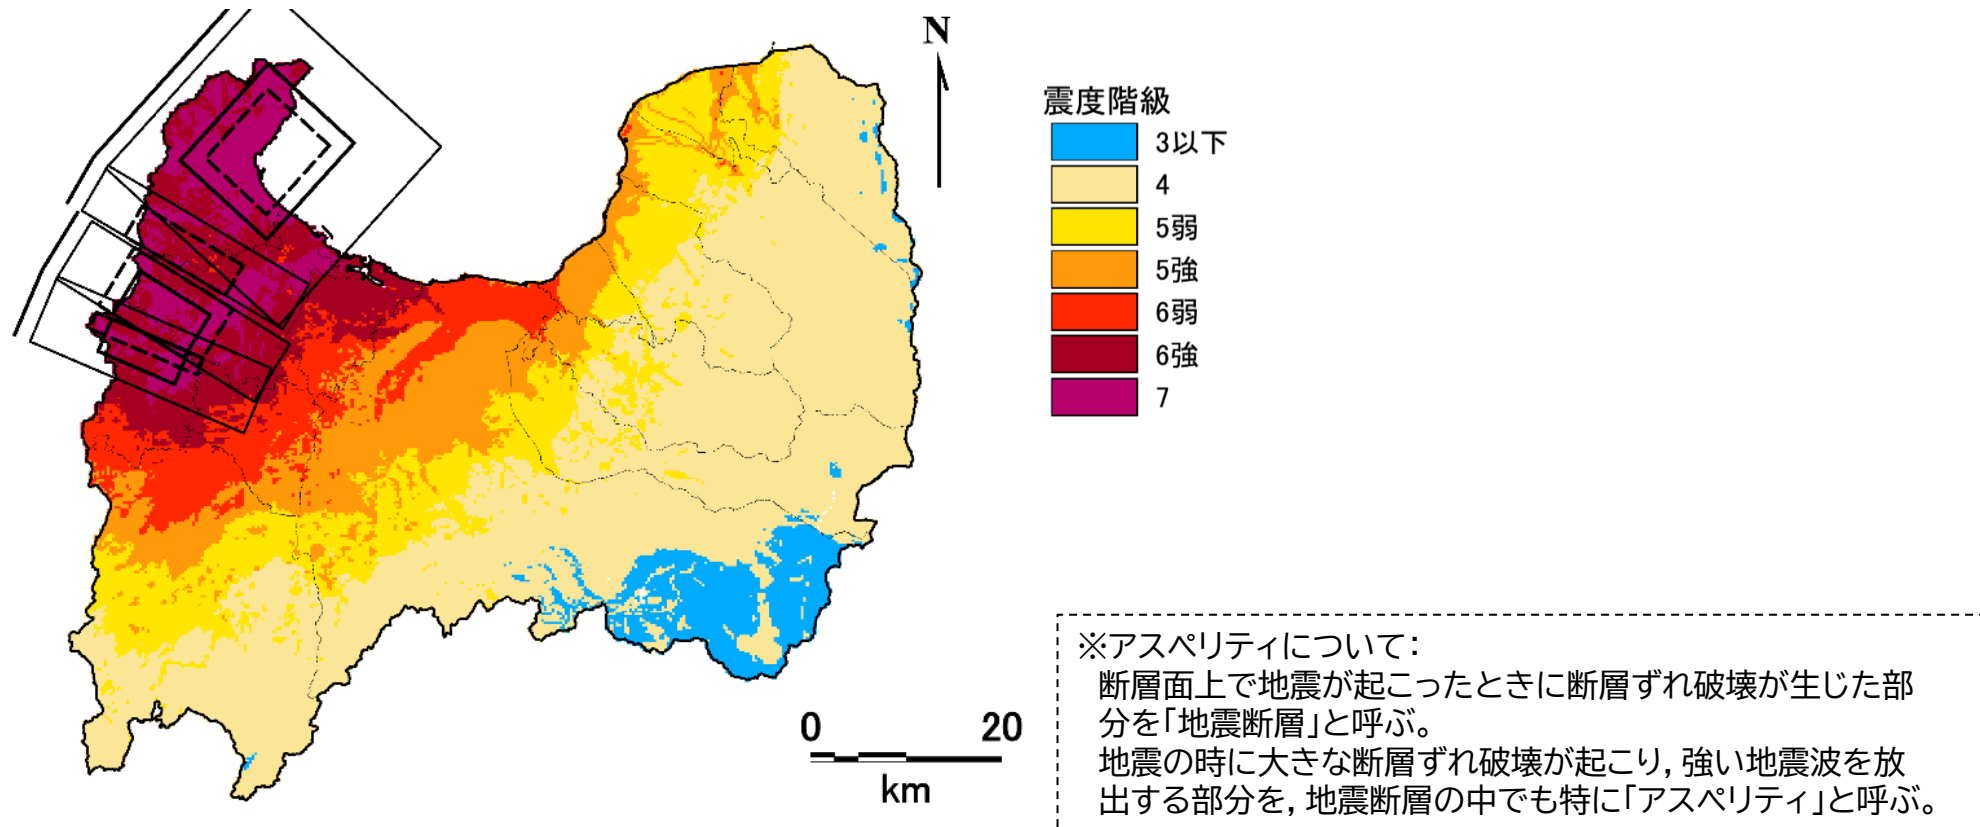 N
震度階級
3以下
4
5弱
5強
6弱
6強
7
0 20
km
※アスペリティについて：
断層面上で地震が起こったときに断層ずれ破壊が生じた部
分を「地震断層」と呼ぶ。
地震の時に大きな断層ずれ破壊が起こり，強い地震波を放
出する部分を，地震断層の中でも特に「アスペリティ」と呼ぶ。